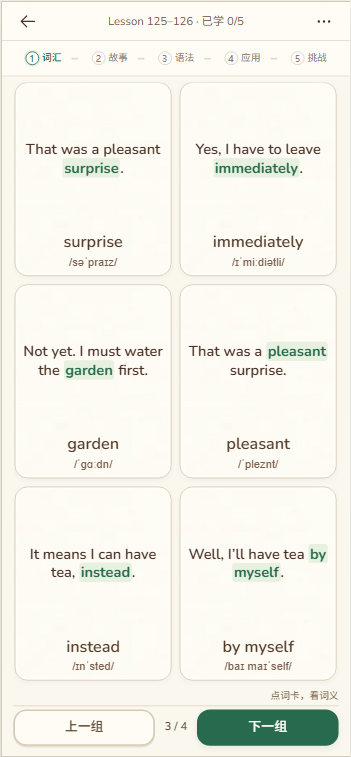 Lesson 125–126 · 已学 0/5
1 词汇 – 2 故事 – 3 语法 – 4 应用 – 5 挑战
That was a pleasant
surprise.
surprise
/səˈpraɪz/
Yes, I have to leave
immediately.
immediately
/ɪˈmiːdiətli/
Not yet. I must water
the garden first.
garden
/ˈɡɑːdn/
That was a pleasant
surprise.
pleasant
/ˈpleznt/
It means I can have
tea, instead.
instead
/ɪnˈsted/
Well, I’ll have tea by
myself.
by myself
/baɪ maɪˈself/
点词卡，看词义
上一组
3 / 4
下一组